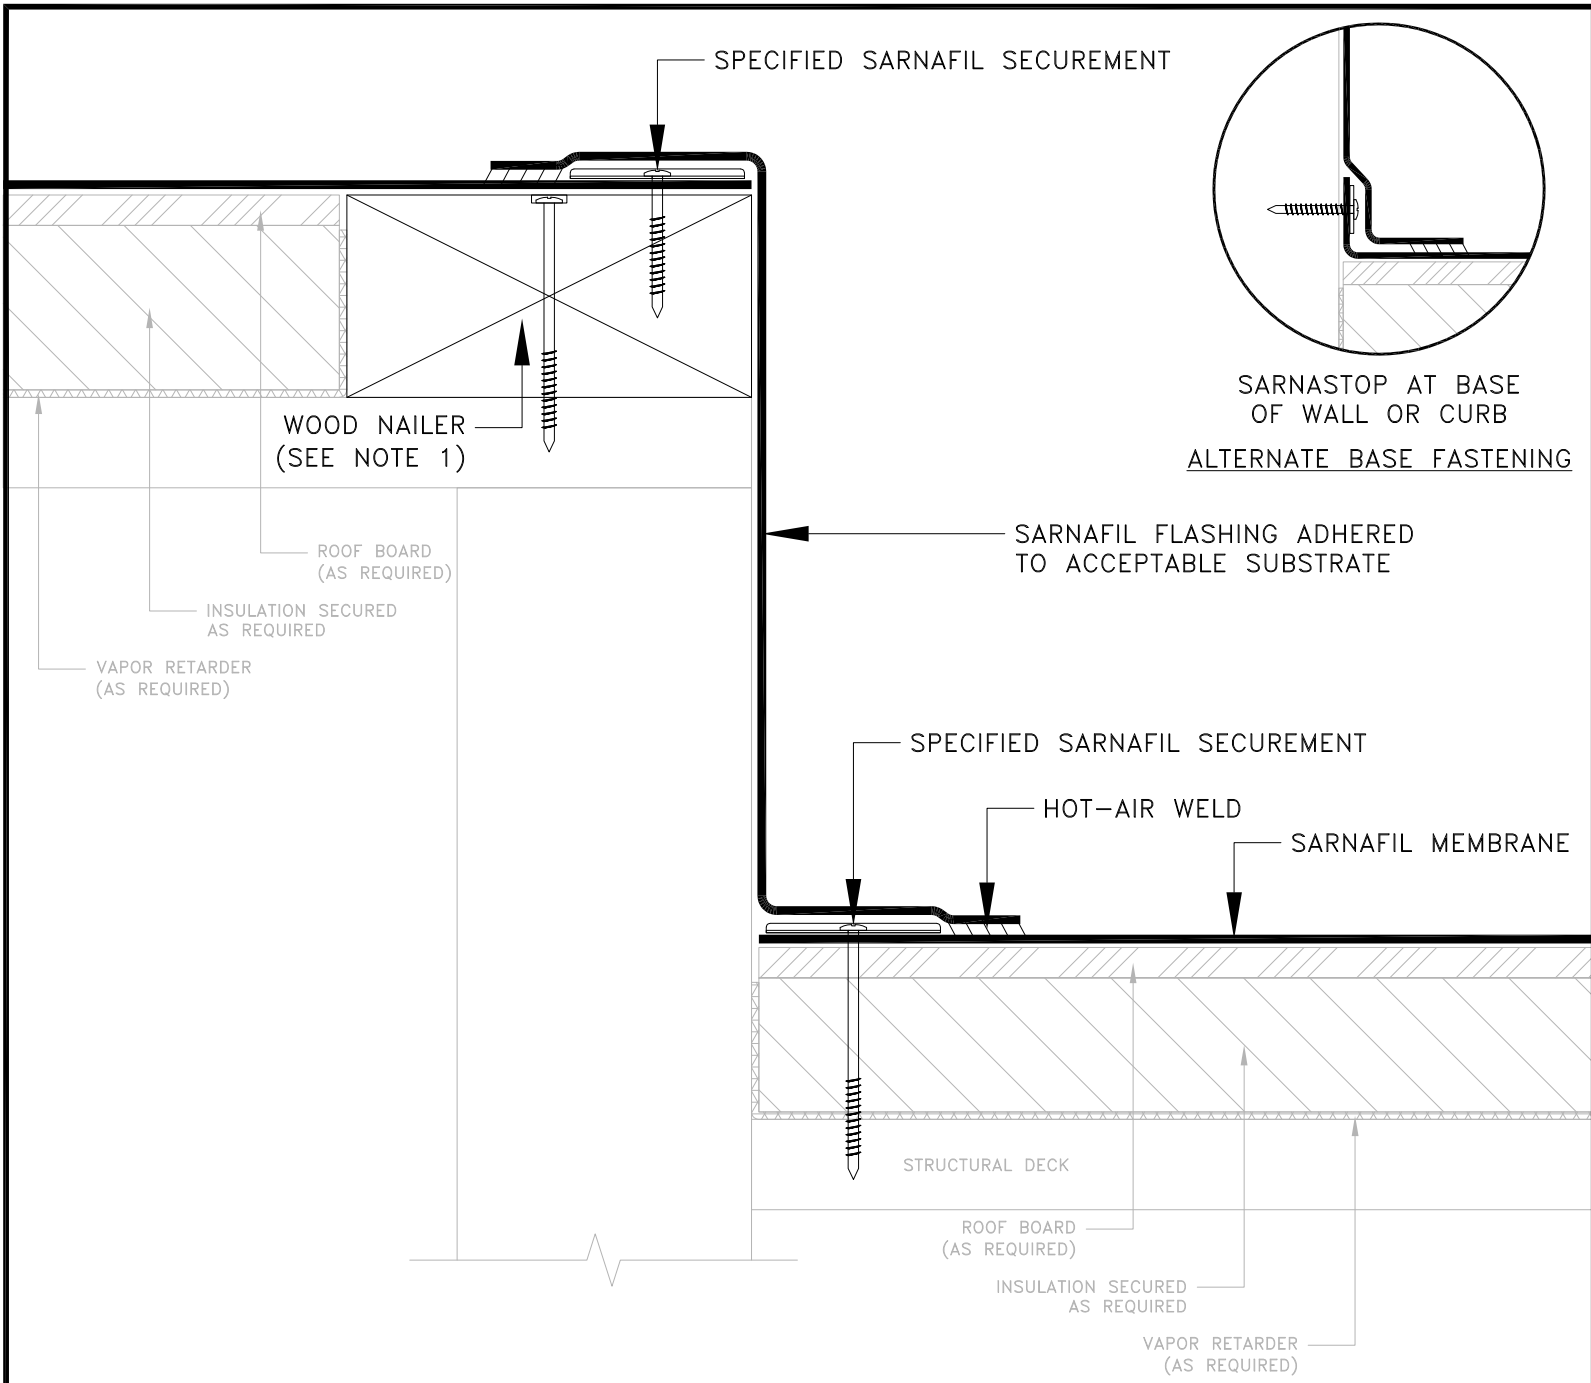 SPECIFIED SARNAFIL SECUREMENT
SARNASTOP AT BASE
OF WALL OR CURB
ALTERNATE BASE FASTENING
WOOD NAILER
(SEE NOTE 1)
SARNAFIL FLASHING ADHERED
TO ACCEPTABLE SUBSTRATE
ROOF BOARD
(AS REQUIRED)
INSULATION SECURED
AS REQUIRED
VAPOR RETARDER
(AS REQUIRED)
SPECIFIED SARNAFIL SECUREMENT
HOT-AIR WELD
SARNAFIL MEMBRANE
STRUCTURAL DECK
ROOF BOARD
(AS REQUIRED)
INSULATION SECURED
AS REQUIRED
VAPOR RETARDER
(AS REQUIRED)